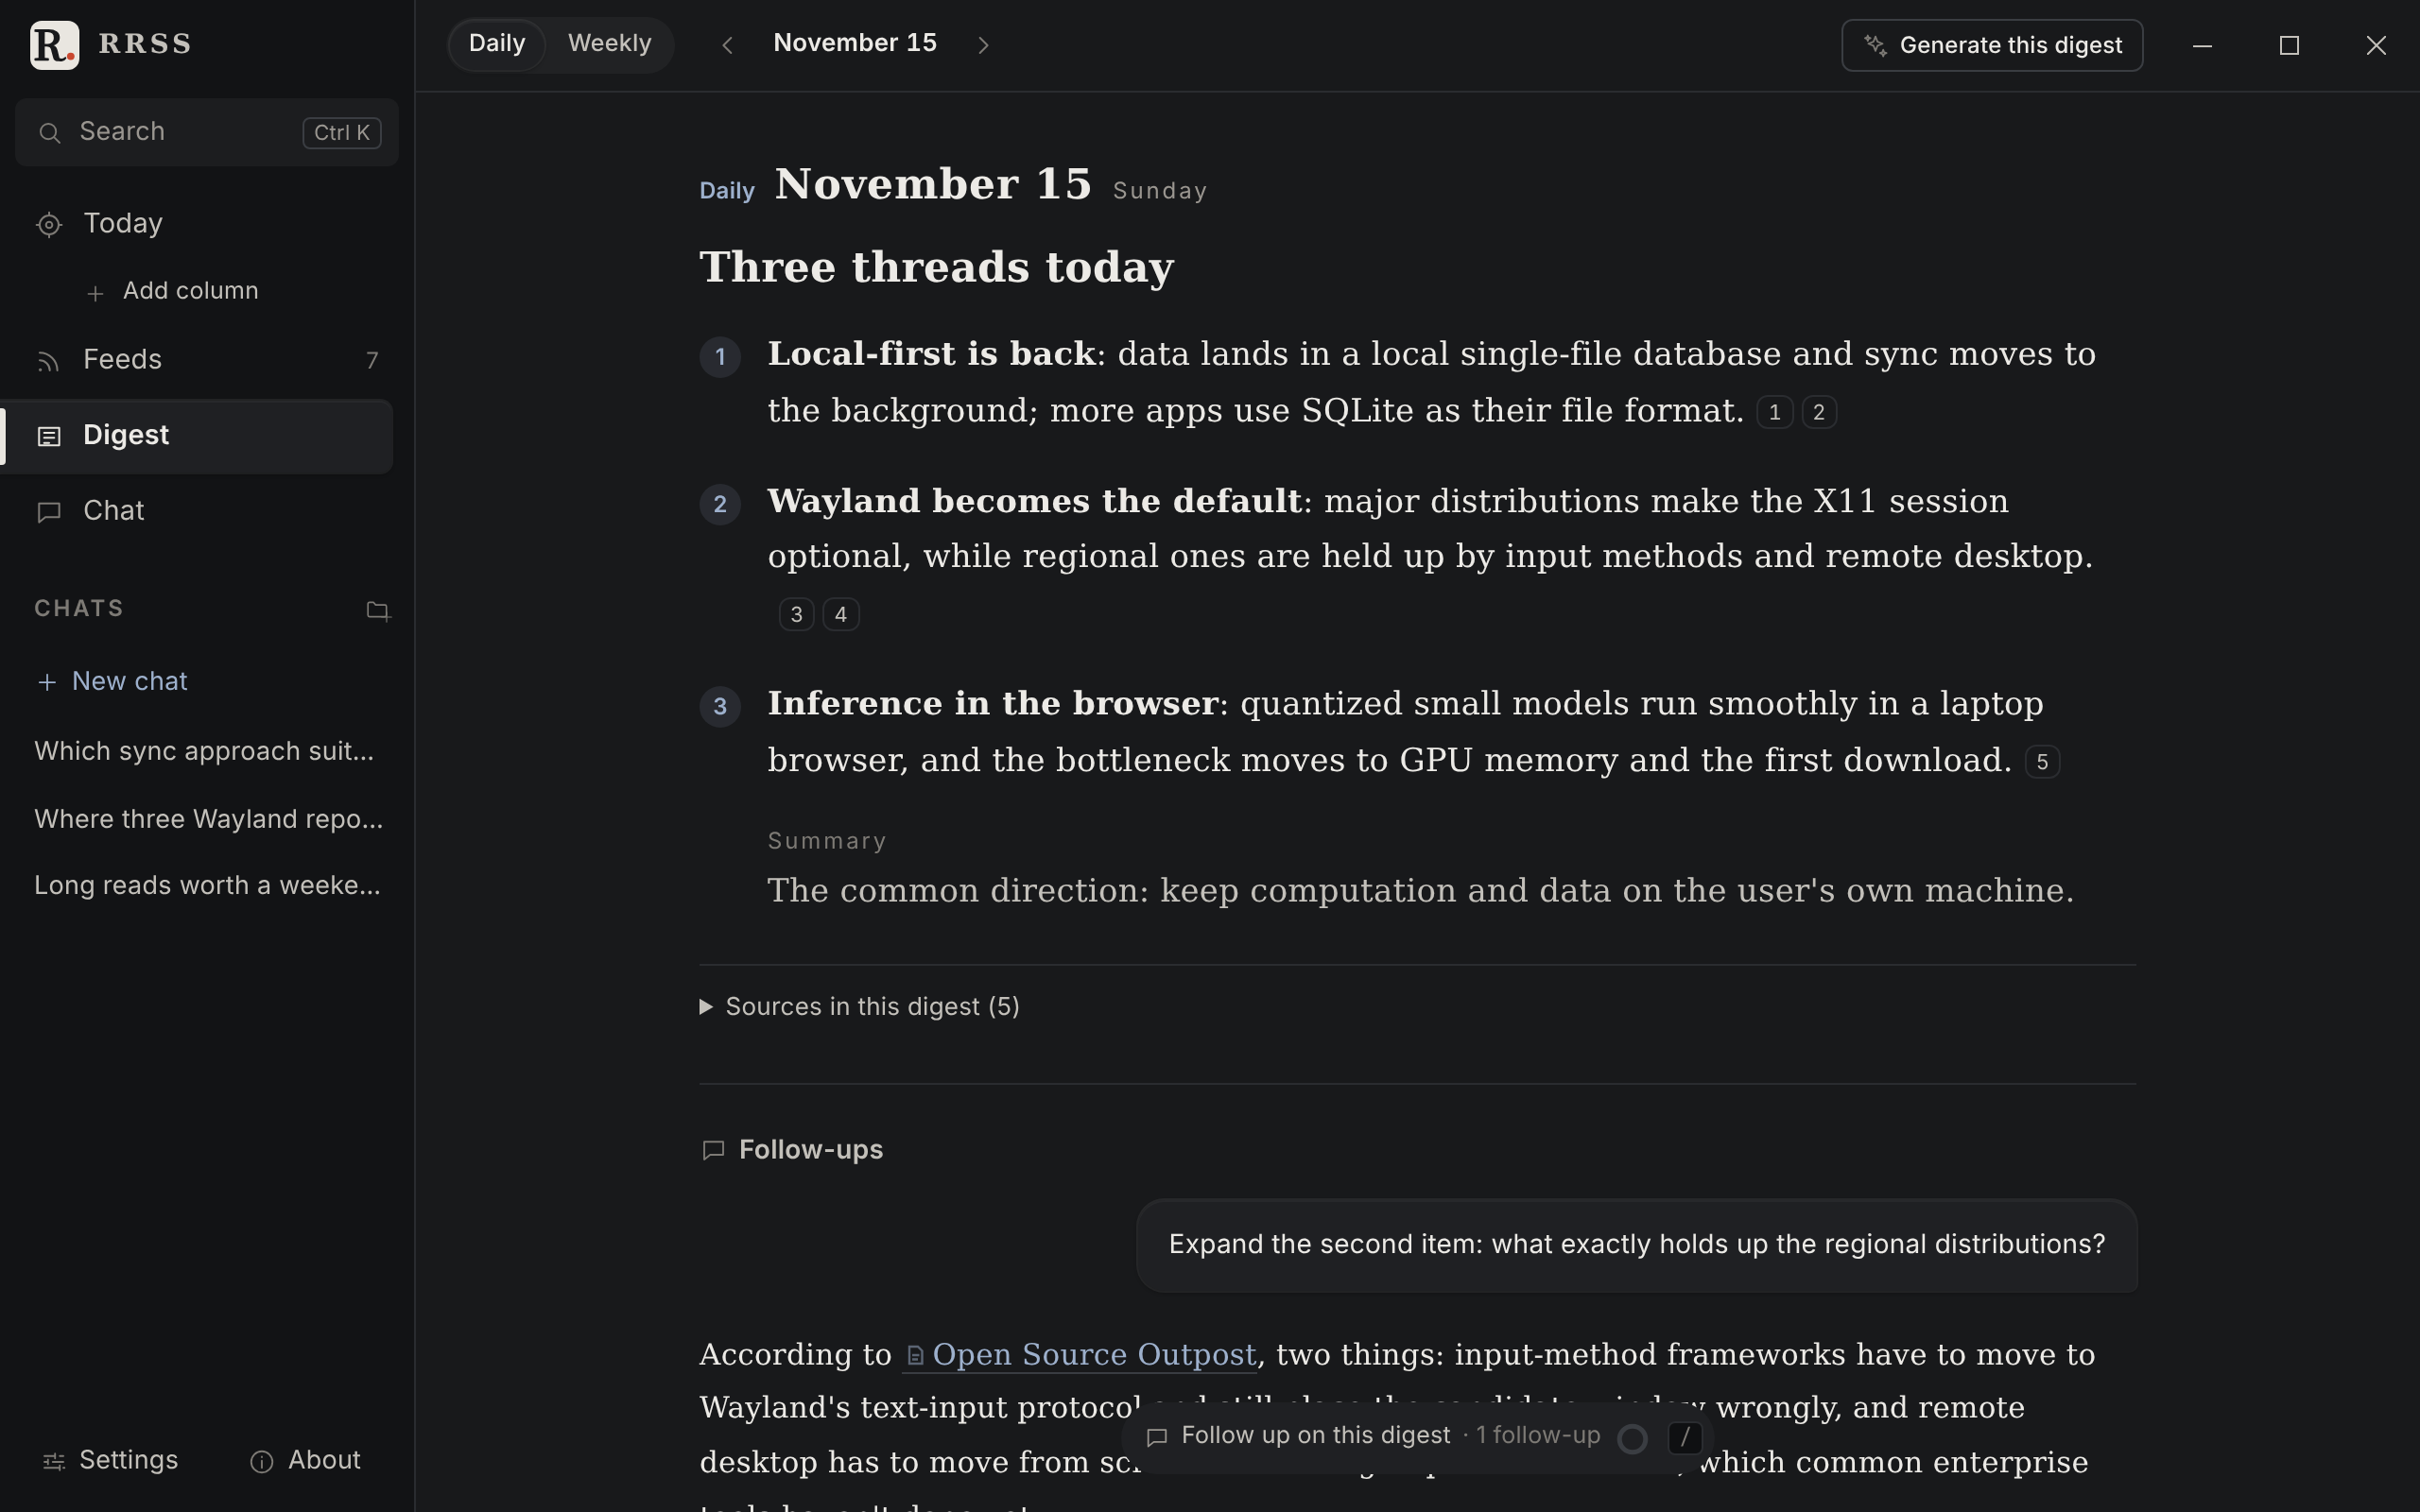 R.
RRSS
Search
Ctrl K
Today
Add column
Feeds
7
Digest
Chat
CHATS
New chat
Which sync approach suit...
Where three Wayland repo...
Long reads worth a weeke...
Settings
About
Daily
Weekly
November 15
Generate this digest
Daily November 15 Sunday
Three threads today
1 Local-first is back: data lands in a local single-file database and sync moves to
the background; more apps use SQLite as their file format. 1 2
2 Wayland becomes the default: major distributions make the X11 session
optional, while regional ones are held up by input methods and remote desktop.
3 4
3 Inference in the browser: quantized small models run smoothly in a laptop
browser, and the bottleneck moves to GPU memory and the first download. 5
Summary
The common direction: keep computation and data on the user's own machine.
Sources in this digest (5)
Follow-ups
Expand the second item: what exactly holds up the regional distributions?
According to Open Source Outpost, two things: input-method frameworks have to move to
Wayland's text-input protocol wrongly, and remote
Follow up on this digest · 1 follow-up /
desktop has to move from which common enterprise